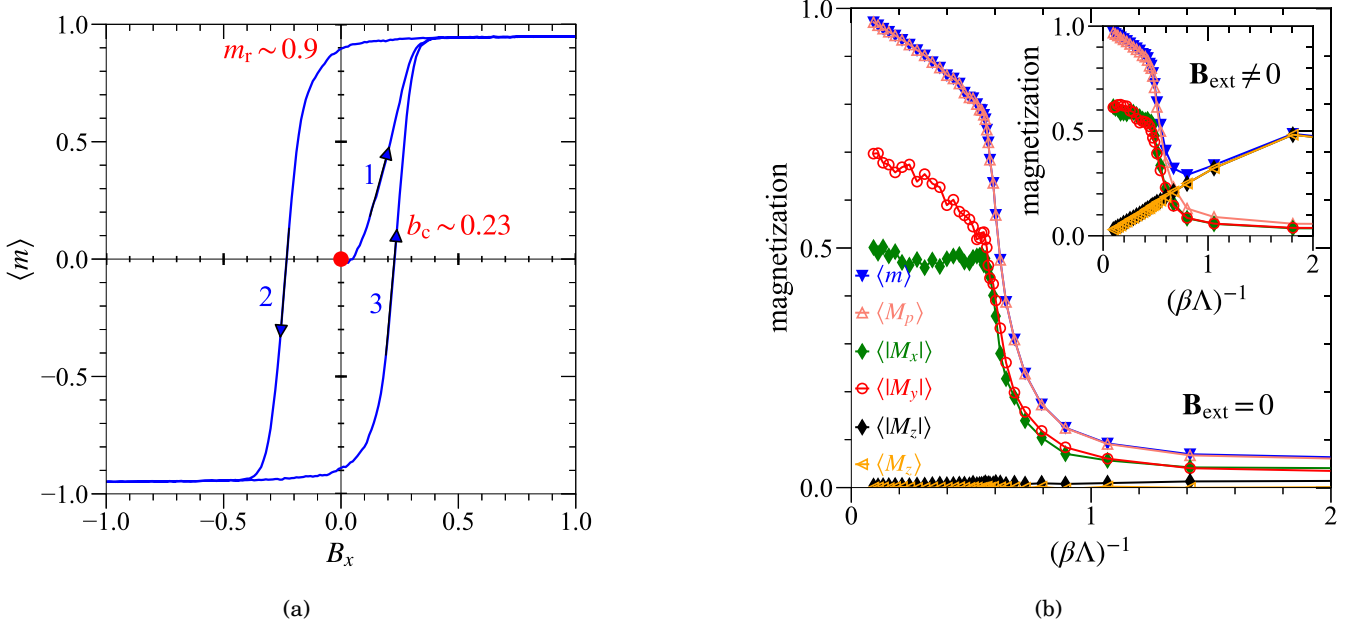 1.0
0.5
0.0
−0.5
−1.0
⟨m⟩
m_r ∼ 0.9
1
b_c ∼ 0.23
2
3
−1.0 −0.5 0.0 0.5 1.0
B_x
(a)
1.0
0.5
0.0
magnetization
⟨m⟩
⟨M_p⟩
⟨|M_x|⟩
⟨|M_y|⟩
⟨|M_z|⟩
⟨M_z⟩
B_ext = 0
0 1 2
(βΛ)⁻¹
1.0
0.5
0.0
magnetization
B_ext ≠ 0
0 1 2
(βΛ)⁻¹
(b)